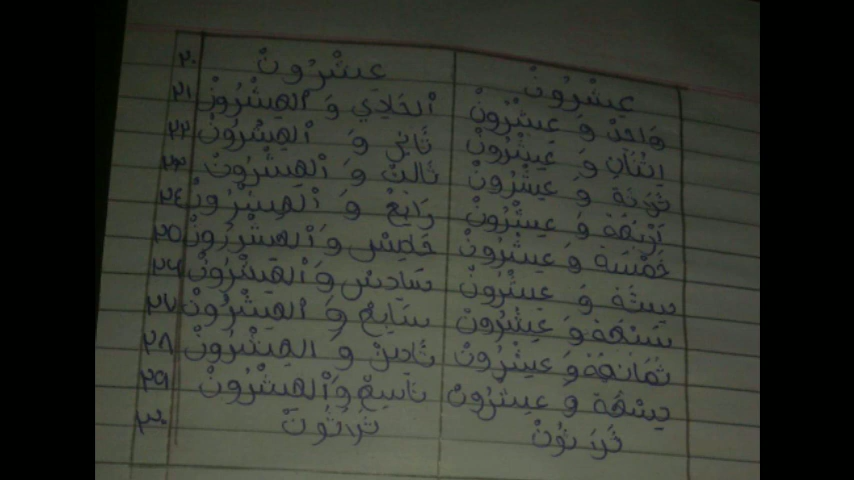 عِشْرُونْ عِشْرُونْ ٢٠
وَاحِدْ وَ عِشْرُونْ الْحَادِي وَ الْعِشْرُونْ ٢١
اِثْنَانِ وَ عِشْرُونْ ثَانِي وَ الْعِشْرُونْ ٢٢
ثَلَاثَة وَ عِشْرُونْ ثَالِثْ وَ الْعِشْرُونْ ٢٣
أَرْبَعَة وَ عِشْرُونْ رَابِعْ وَ الْعِشْرُونْ ٢٤
خَمْسَة وَ عِشْرُونْ خَامِسْ وَ الْعِشْرُونْ ٢٥
سِتَّة وَ عِشْرُونْ سَادِسْ وَ الْعِشْرُونْ ٢٦
سَبْعَة وَ عِشْرُونْ سَابِعْ وَ الْعِشْرُونْ ٢٧
ثَمَانِيَة وَ عِشْرُونْ ثَامِنْ وَ الْعِشْرُونْ ٢٨
تِسْعَة وَ عِشْرُونْ تَاسِعْ وَ الْعِشْرُونْ ٢٩
ثَلَاثُونْ ثَلَاثُونْ ٣٠